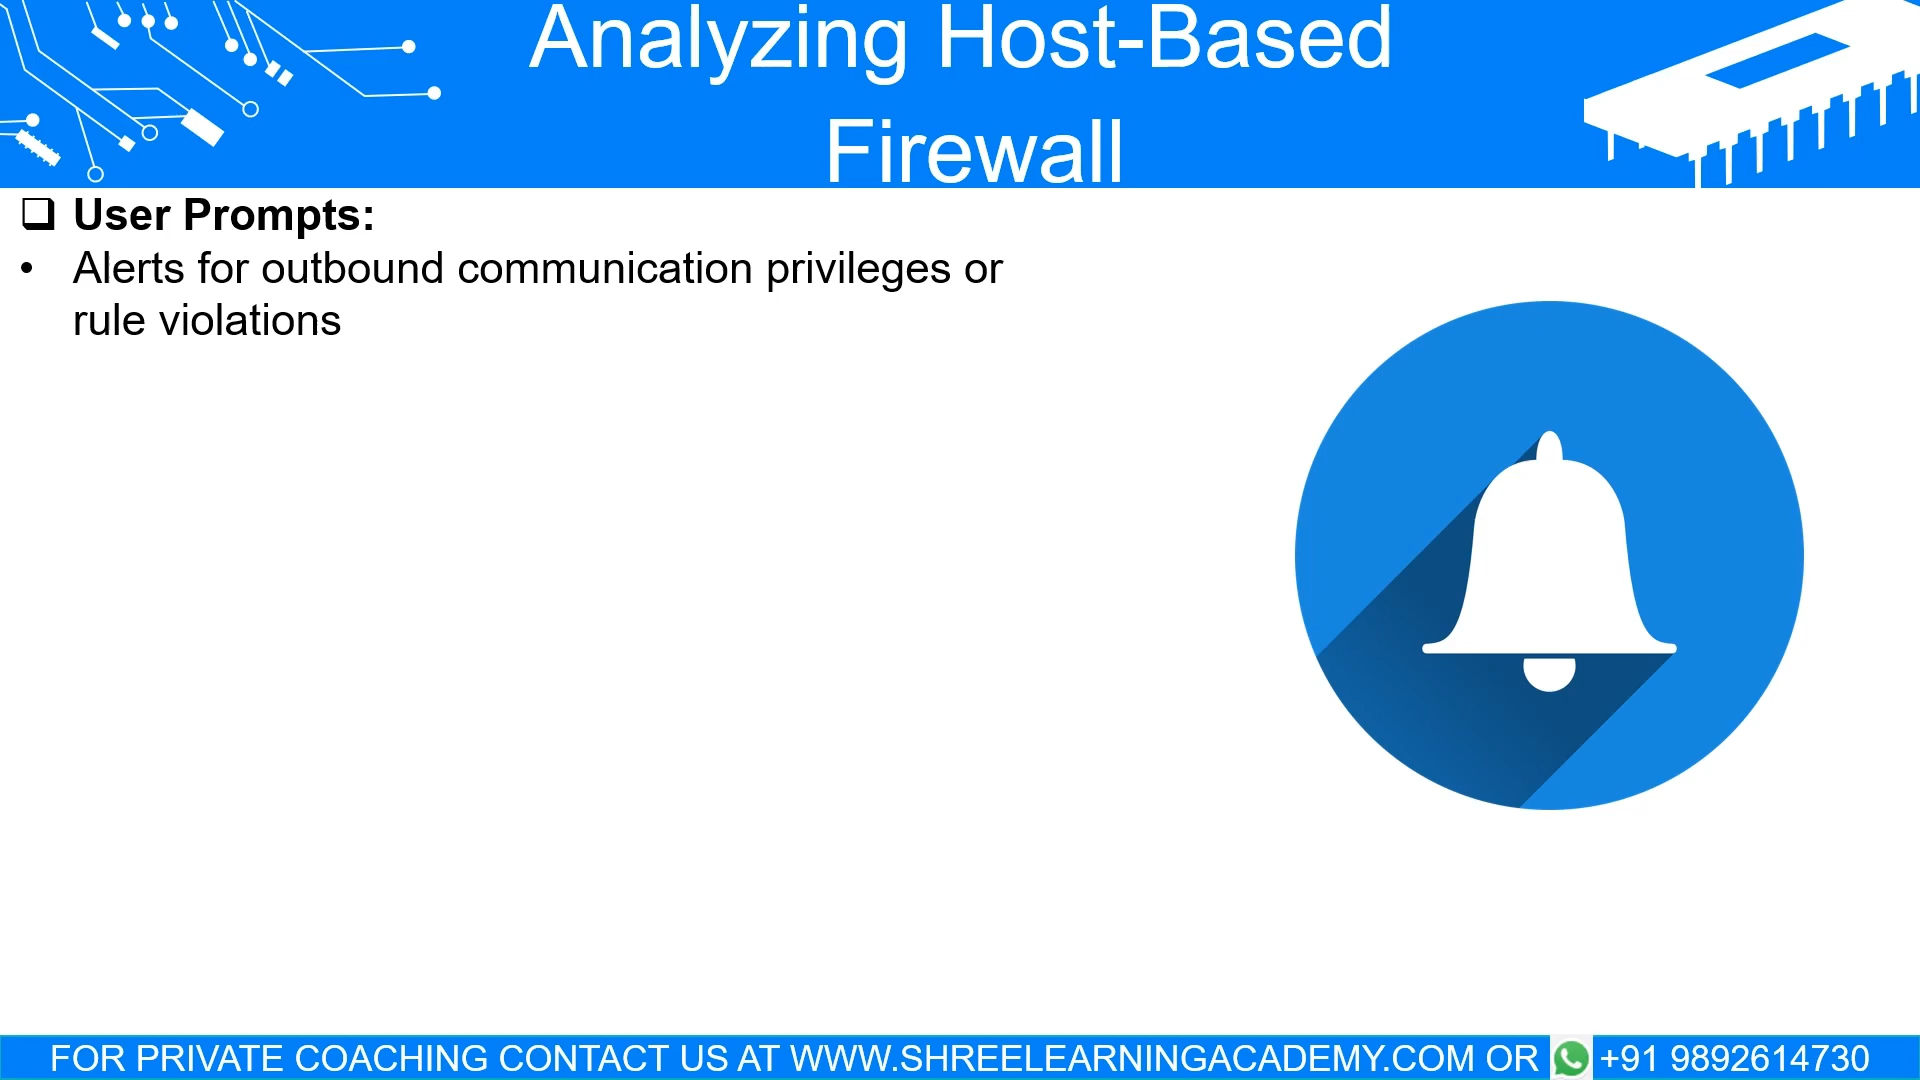 Analyzing Host-Based
Firewall
❑ User Prompts:
• Alerts for outbound communication privileges or
rule violations
FOR PRIVATE COACHING CONTACT US AT WWW.SHREELEARNINGACADEMY.COM OR +91 9892614730